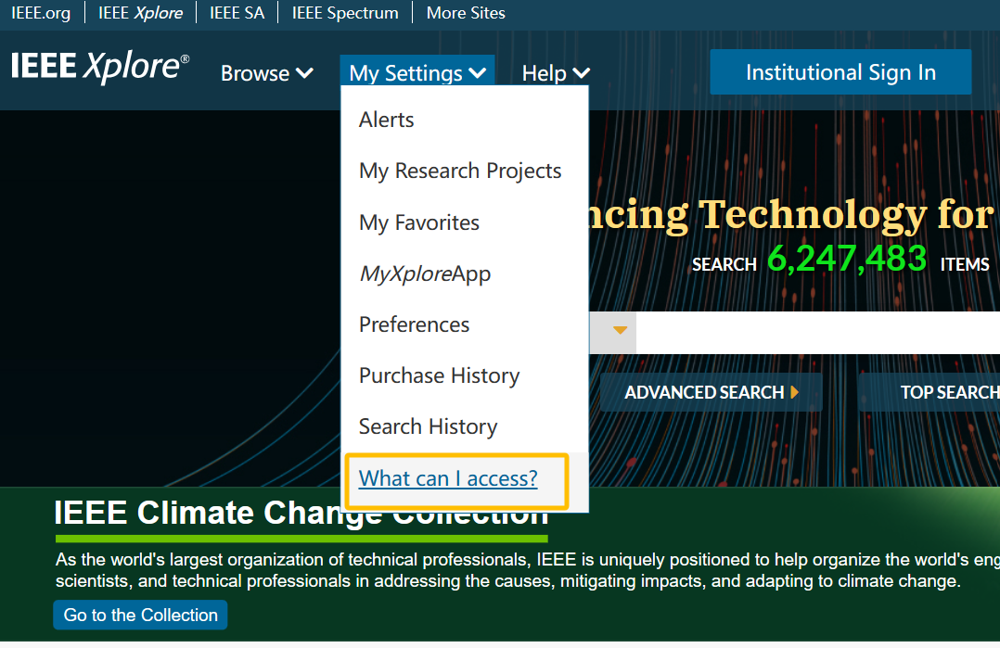 IEEE.org IEEE Xplore IEEE SA IEEE Spectrum More Sites
IEEE Xplore® Browse My Settings Help Institutional Sign In
Alerts
My Research Projects
My Favorites
MyXploreApp
Preferences
Purchase History
Search History
What can I access?
ncing Technology for
SEARCH 6,247,483 ITEMS
ADVANCED SEARCH TOP SEARCH
IEEE Climate Change Collection
As the world's largest organization of technical professionals, IEEE is uniquely positioned to help organize the world's eng
scientists, and technical professionals in addressing the causes, mitigating impacts, and adapting to climate change.
Go to the Collection